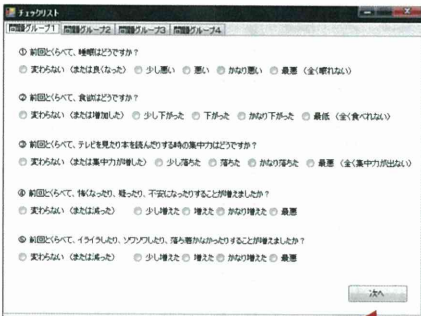 チェックリスト
問題グループ1 問題グループ2 問題グループ3 問題グループ4
① 前回とくらべて、睡眠はどうですか?
変わらない (または良くなった) 少し悪い 悪い かなり悪い 最悪 (全く眠れない)
② 前回とくらべて、食欲はどうですか?
変わらない (または増加した) 少し下がった 下がった かなり下がった 最低 (全く食べれない)
③ 前回とくらべて、テレビを見たり本を読んだりする時の集中力はどうですか?
変わらない (または集中力が増した) 少し落ちた 落ちた かなり落ちた 最悪 (全く集中力が出ない)
④ 前回とくらべて、怖くなったり、疑ったり、不安になったりすることが増えましたか?
変わらない (または減った) 少し増えた 増えた かなり増えた 最悪
⑤ 前回とくらべて、イライラしたり、ソワソワしたり、落ち着かなかったりすることが増えましたか?
変わらない (または減った) 少し増えた 増えた かなり増えた 最悪
次へ